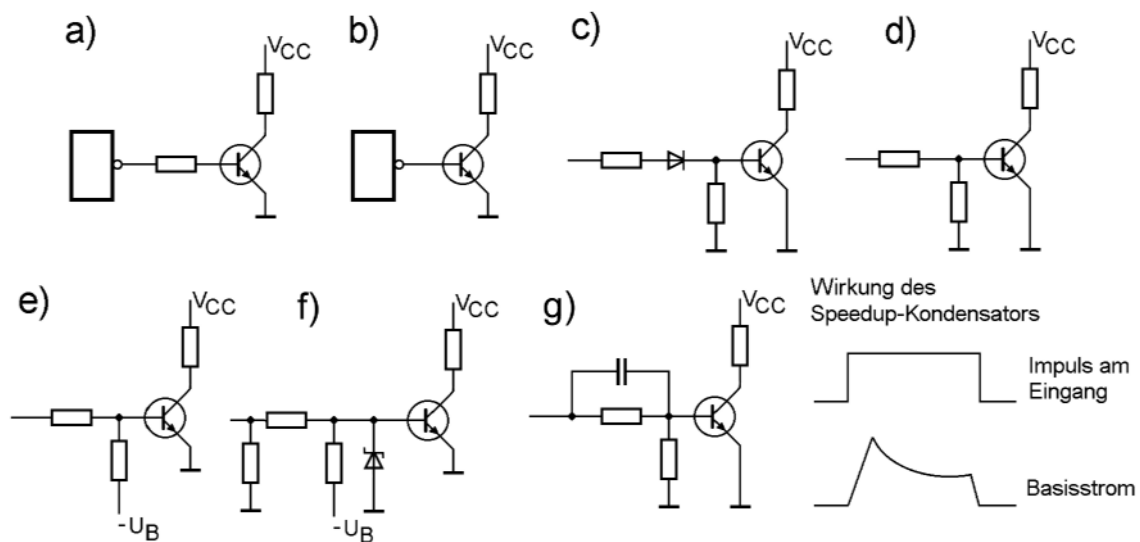 a)
b)
c)
d)
VCC
VCC
VCC
VCC
e)
f)
g)
VCC
VCC
VCC
-UB
-UB
Wirkung des
Speedup-Kondensators
Impuls am
Eingang
Basisstrom